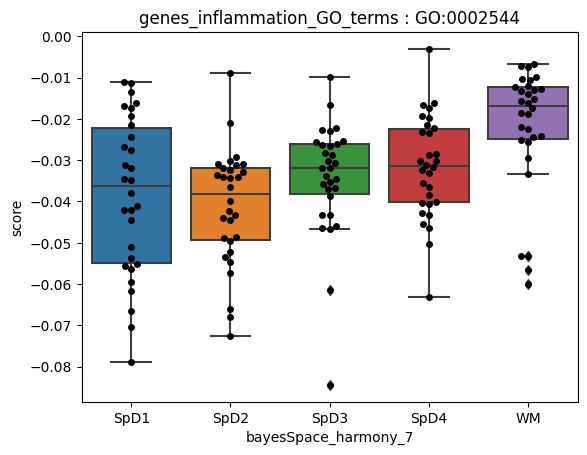 genes_inflammation_GO_terms : GO:0002544
0.00
−0.01
−0.02
−0.03
−0.04
−0.05
−0.06
−0.07
−0.08
score
SpD1 SpD2 SpD3 SpD4 WM
bayesSpace_harmony_7